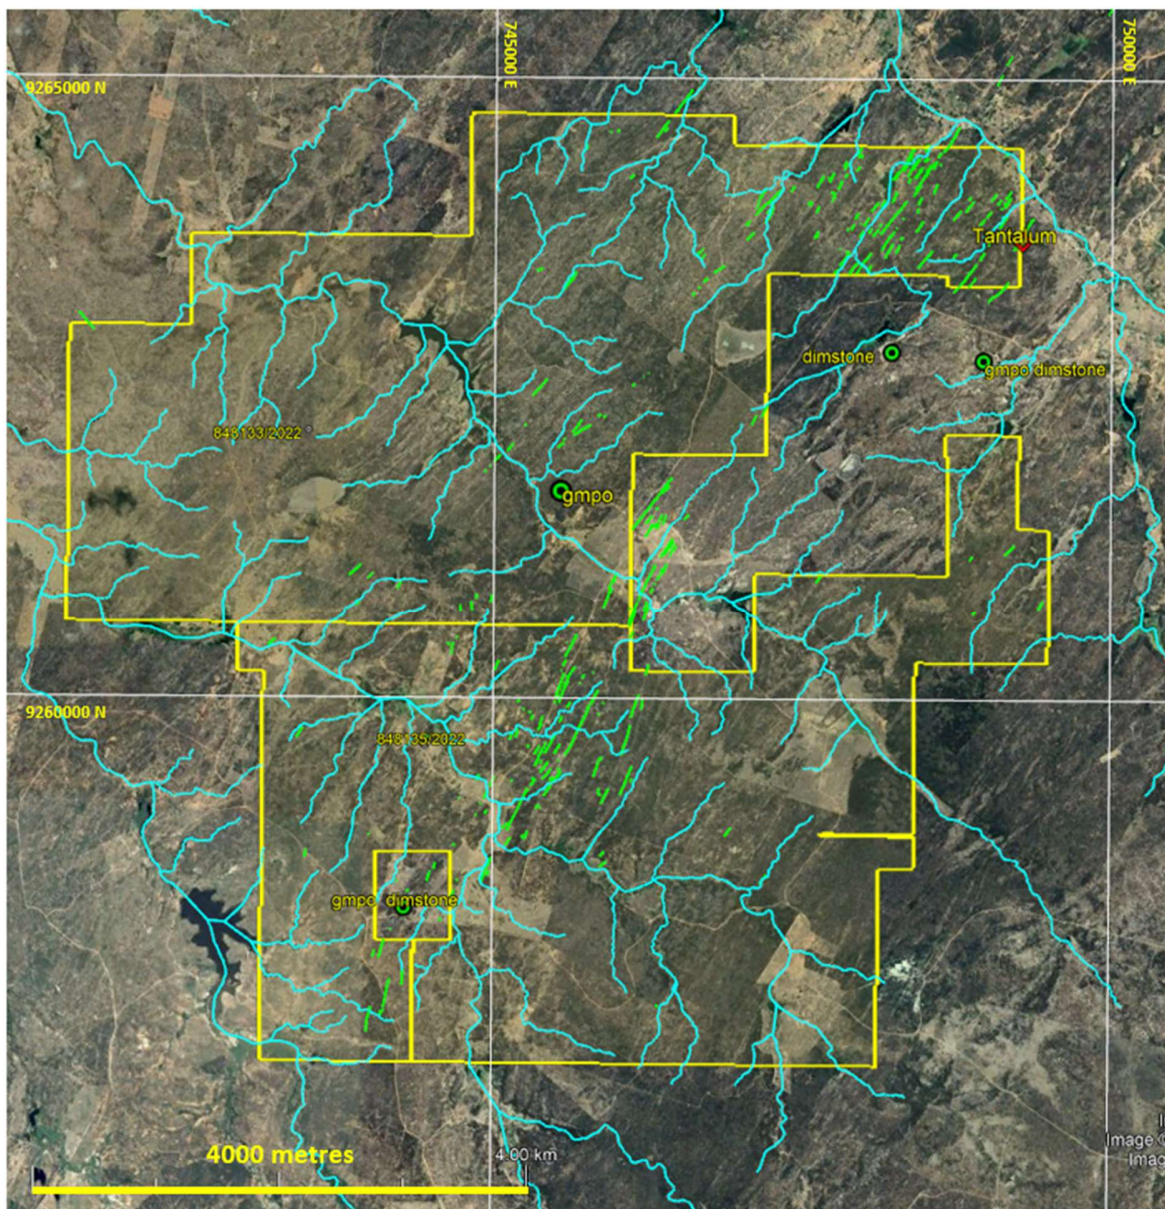 745000 E
750000 E
9265000 N
Tantalum
dimstone
gmpo dimstone
848133/2022
gmpo
9260000 N
848135/2022
gmpo dimstone
Image ©
4000 metres
4.00 km